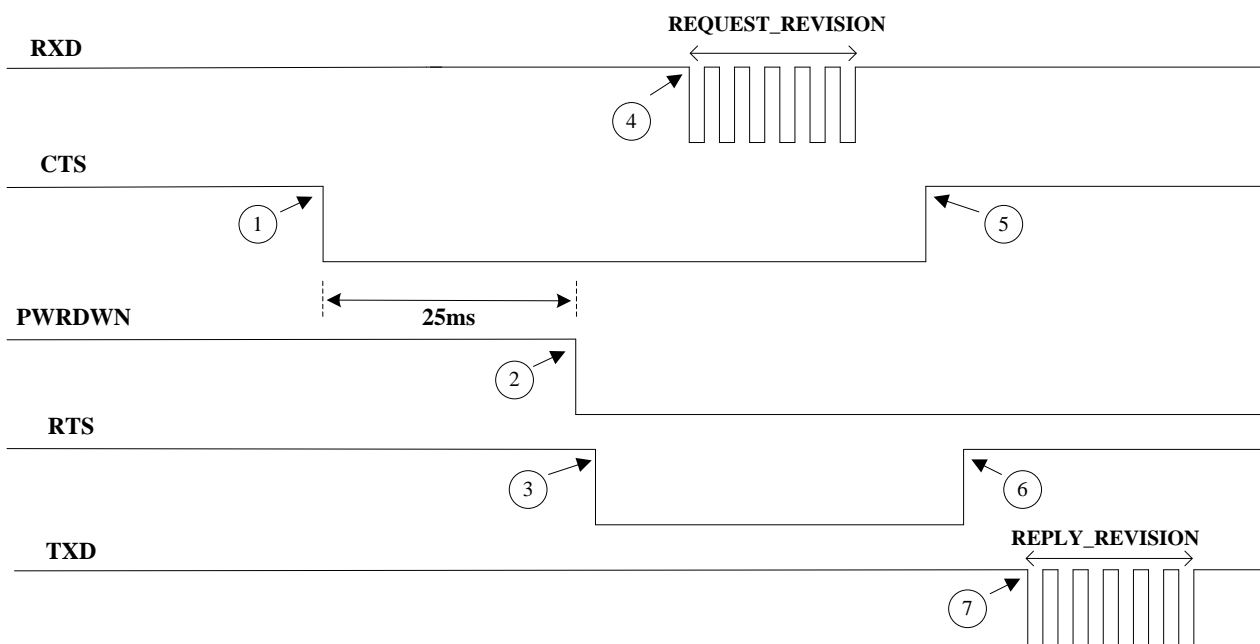 REQUEST_REVISION
RXD
4
CTS
1
5
25ms
PWRDWN
2
RTS
3
6
REPLY_REVISION
TXD
7